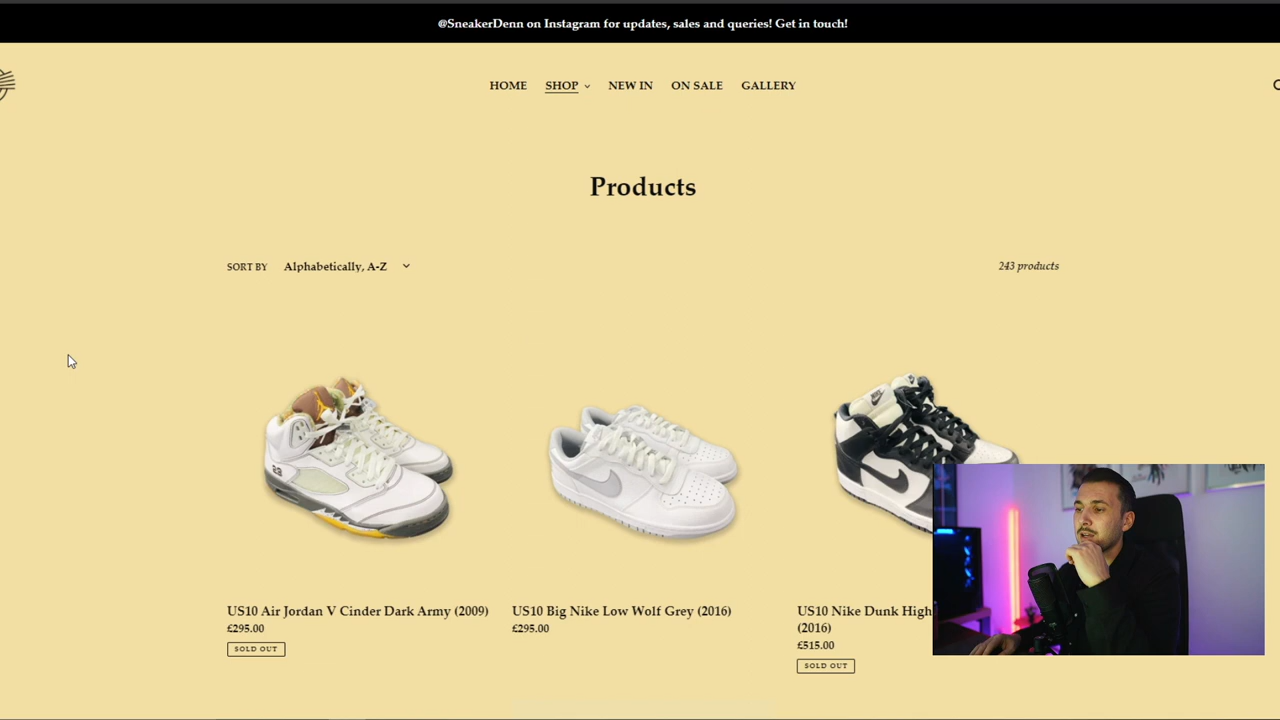 @SneakerDenn on Instagram for updates, sales and queries! Get in touch!
HOME SHOP NEW IN ON SALE GALLERY
Products
SORT BY Alphabetically, A-Z
243 products
23
US10 Air Jordan V Cinder Dark Army (2009)
£295.00
SOLD OUT
US10 Big Nike Low Wolf Grey (2016)
£295.00
US10 Nike Dunk High
(2016)
£515.00
SOLD OUT